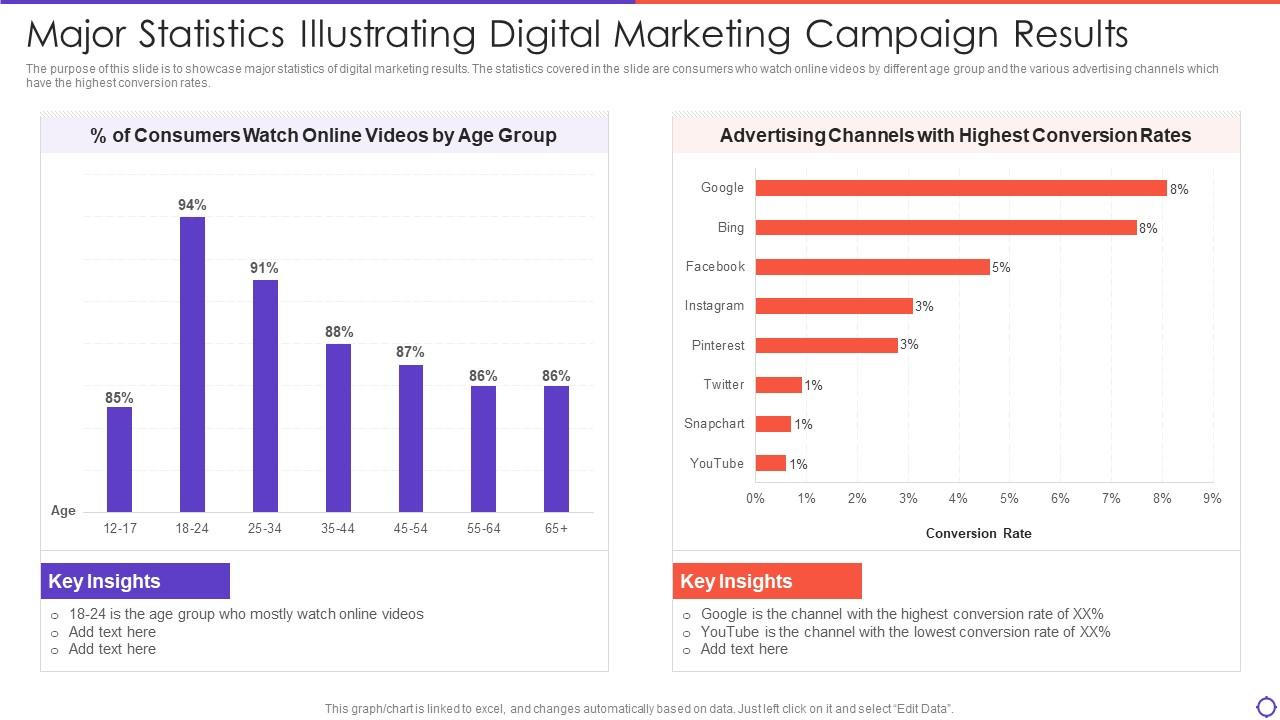 Major Statistics Illustrating Digital Marketing Campaign Results
The purpose of this slide is to showcase major statistics of digital marketing results. The statistics covered in the slide are consumers who watch online videos by different age group and the various advertising channels which
have the highest conversion rates.
% of Consumers Watch Online Videos by Age Group
94%
91%
88%
87%
86%
86%
85%
Age
12-17
18-24
25-34
35-44
45-54
55-64
65+
Key Insights
18-24 is the age group who mostly watch online videos
Add text here
Add text here
Advertising Channels with Highest Conversion Rates
Google 8%
Bing 8%
Facebook 5%
Instagram 3%
Pinterest 3%
Twitter 1%
Snapchart 1%
YouTube 1%
0% 1% 2% 3% 4% 5% 6% 7% 8% 9%
Conversion Rate
Key Insights
Google is the channel with the highest conversion rate of XX%
YouTube is the channel with the lowest conversion rate of XX%
Add text here
This graph/chart is linked to excel, and changes automatically based on data. Just left click on it and select “Edit Data”.